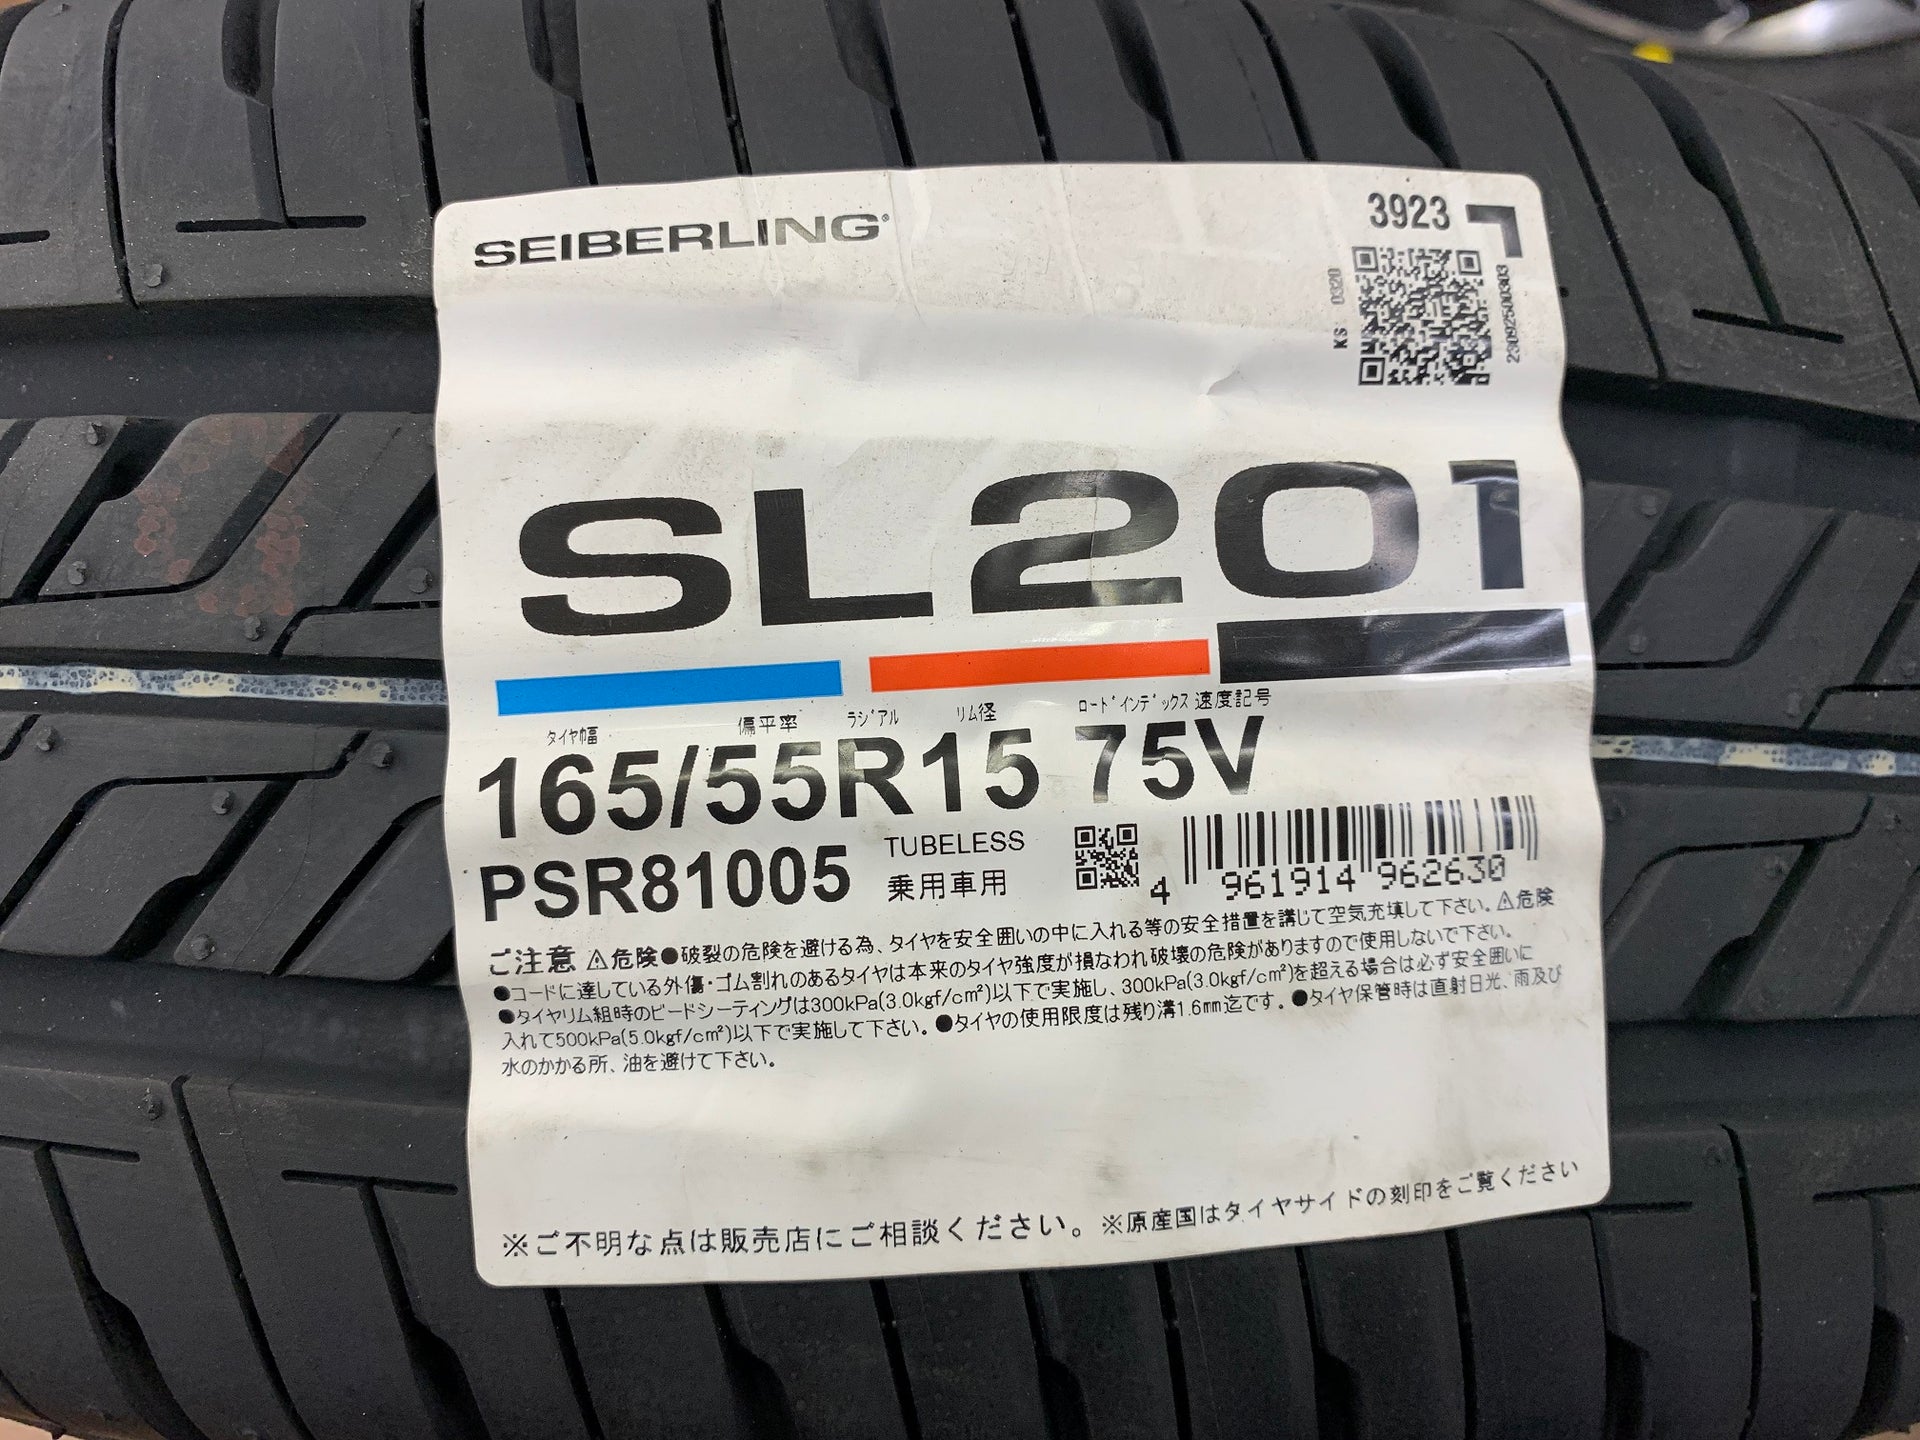 SEIBERLING®
3923
KS 0320
23092500303
SL201
タイヤ幅 偏平率 ラジアル リム径 ロードインデックス 速度記号
165/55R15 75V
PSR81005 TUBELESS
乗用車用
4 961914 962630
ご注意 ⚠危険●破裂の危険を避ける為、タイヤを安全囲いの中に入れる等の安全措置を講じて空気充填して下さい。⚠危険
●コードに達している外傷・ゴム割れのあるタイヤは本来のタイヤ強度が損なわれ破壊の危険がありますので使用しないで下さい。
●タイヤリム組時のビードシーティングは300kPa(3.0kgf/c㎡)以下で実施し、300kPa(3.0kgf/c㎡)を超える場合は必ず安全囲いに
入れて500kPa(5.0kgf/c㎡)以下で実施して下さい。●タイヤの使用限度は残り溝1.6mm迄です。●タイヤ保管時は直射日光、雨及び
水のかかる所、油を避けて下さい。
※ご不明な点は販売店にご相談ください。※原産国はタイヤサイドの刻印をご覧ください